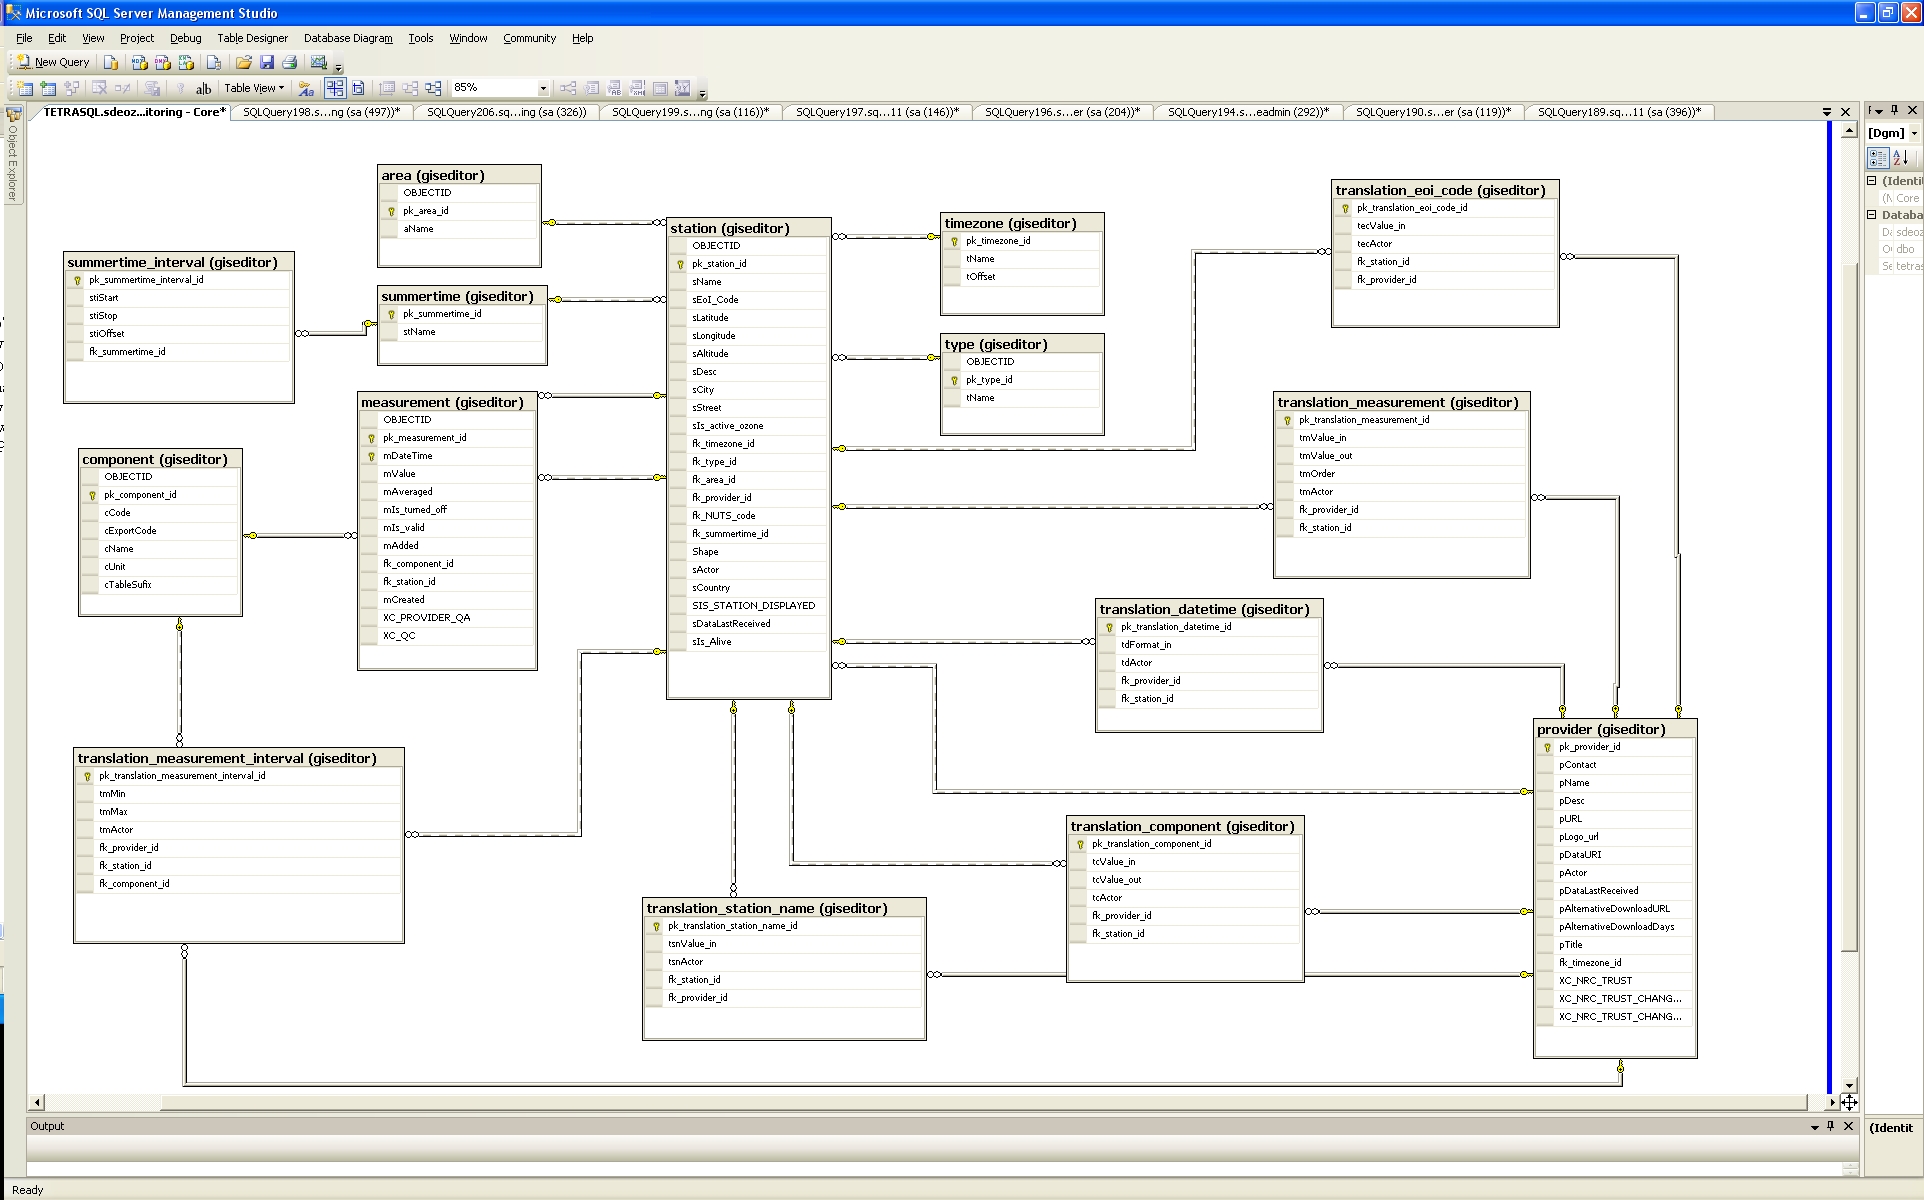 Microsoft SQL Server Management Studio
File Edit View Project Debug Table Designer Database Diagram Tools Window Community Help
New Query
ab Table View 85%
TETRASQL.sdeoz...itoring - Core* SQLQuery198.s...ng (sa (497))* SQLQuery206.sq...ing (sa (326)) SQLQuery199.s...ng (sa (116))* SQLQuery197.sq...11 (sa (146))* SQLQuery196.s...er (sa (204))* SQLQuery194.s...eadmin (292))* SQLQuery190.s...er (sa (119))* SQLQuery189.sq...11 (sa (396))*
Object Explorer
area (giseditor)
OBJECTID
pk_area_id
aName
summertime_interval (giseditor)
pk_summertime_interval_id
stiStart
stiStop
stiOffset
fk_summertime_id
summertime (giseditor)
pk_summertime_id
stName
measurement (giseditor)
OBJECTID
pk_measurement_id
mDateTime
mValue
mAveraged
mIs_turned_off
mIs_valid
mAdded
fk_component_id
fk_station_id
mCreated
XC_PROVIDER_QA
XC_QC
component (giseditor)
OBJECTID
pk_component_id
cCode
cExportCode
cName
cUnit
cTableSufix
station (giseditor)
OBJECTID
pk_station_id
sName
sEoI_Code
sLatitude
sLongitude
sAltitude
sDesc
sCity
sStreet
sIs_active_ozone
fk_timezone_id
fk_type_id
fk_area_id
fk_provider_id
fk_NUTS_code
fk_summertime_id
Shape
sActor
sCountry
SIS_STATION_DISPLAYED
sDataLastReceived
sIs_Alive
timezone (giseditor)
pk_timezone_id
tName
tOffset
type (giseditor)
OBJECTID
pk_type_id
tName
translation_eoi_code (giseditor)
pk_translation_eoi_code_id
tecValue_in
tecActor
fk_station_id
fk_provider_id
translation_measurement (giseditor)
pk_translation_measurement_id
tmValue_in
tmValue_out
tmOrder
tmActor
fk_provider_id
fk_station_id
translation_datetime (giseditor)
pk_translation_datetime_id
tdFormat_in
tdActor
fk_provider_id
fk_station_id
provider (giseditor)
pk_provider_id
pContact
pName
pDesc
pURL
pLogo_url
pDataURI
pActor
pDataLastReceived
pAlternativeDownloadURL
pAlternativeDownloadDays
pTitle
fk_timezone_id
XC_NRC_TRUST
XC_NRC_TRUST_CHANG...
XC_NRC_TRUST_CHANG...
translation_measurement_interval (giseditor)
pk_translation_measurement_interval_id
tmMin
tmMax
tmActor
fk_provider_id
fk_station_id
fk_component_id
translation_component (giseditor)
pk_translation_component_id
tcValue_in
tcValue_out
tcActor
fk_provider_id
fk_station_id
translation_station_name (giseditor)
pk_translation_station_name_id
tsnValue_in
tsnActor
fk_station_id
fk_provider_id
[Dgm]
(Identi
(N Core
Databa
Da sdeoz
O dbo
Se tetras
(Identit
Output
Ready